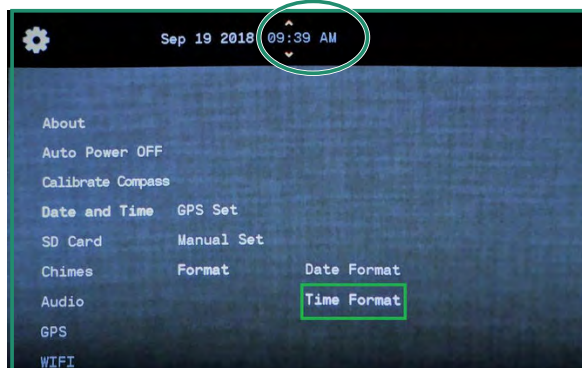 Sep 19 2018 09:39 AM
About
Auto Power OFF
Calibrate Compass
Date and Time GPS Set
SD Card Manual Set
Chimes Format Date Format
Audio Time Format
GPS
WIFI